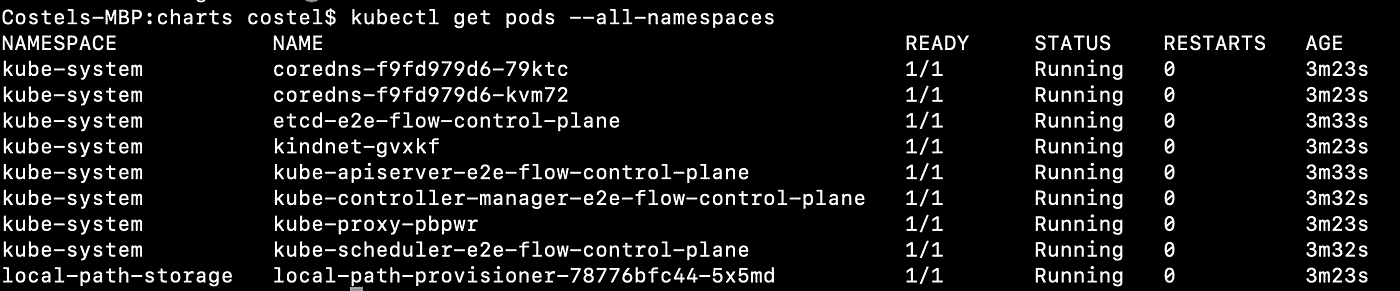 Costels-MBP:charts costel$ kubectl get pods --all-namespaces
NAMESPACE NAME READY STATUS RESTARTS AGE
kube-system coredns-f9fd979d6-79ktc 1/1 Running 0 3m23s
kube-system coredns-f9fd979d6-kvm72 1/1 Running 0 3m23s
kube-system etcd-e2e-flow-control-plane 1/1 Running 0 3m33s
kube-system kindnet-gvxkf 1/1 Running 0 3m23s
kube-system kube-apiserver-e2e-flow-control-plane 1/1 Running 0 3m33s
kube-system kube-controller-manager-e2e-flow-control-plane 1/1 Running 0 3m32s
kube-system kube-proxy-pbpwr 1/1 Running 0 3m23s
kube-system kube-scheduler-e2e-flow-control-plane 1/1 Running 0 3m32s
local-path-storage local-path-provisioner-78776bfc44-5x5md 1/1 Running 0 3m23s